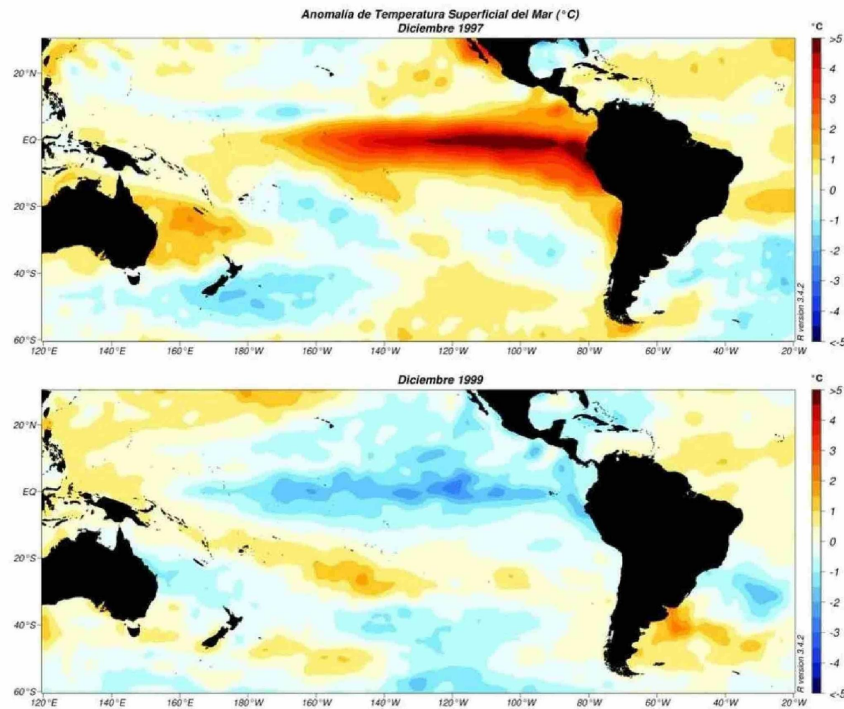 Anomalía de Temperatura Superficial del Mar (°C)
Diciembre 1997
°C
20°N
EQ
20°S
40°S
60°S
120°E 140°E 160°E 180°W 160°W 140°W 120°W 100°W 80°W 60°W 40°W 20°W
>5
4
3
2
1
0
-1
-2
-3
-4
<-5
R version 3.4.2
Diciembre 1999
°C
20°N
EQ
20°S
40°S
60°S
120°E 140°E 160°E 180°W 160°W 140°W 120°W 100°W 80°W 60°W 40°W 20°W
>5
4
3
2
1
0
-1
-2
-3
-4
<-5
R version 3.4.2